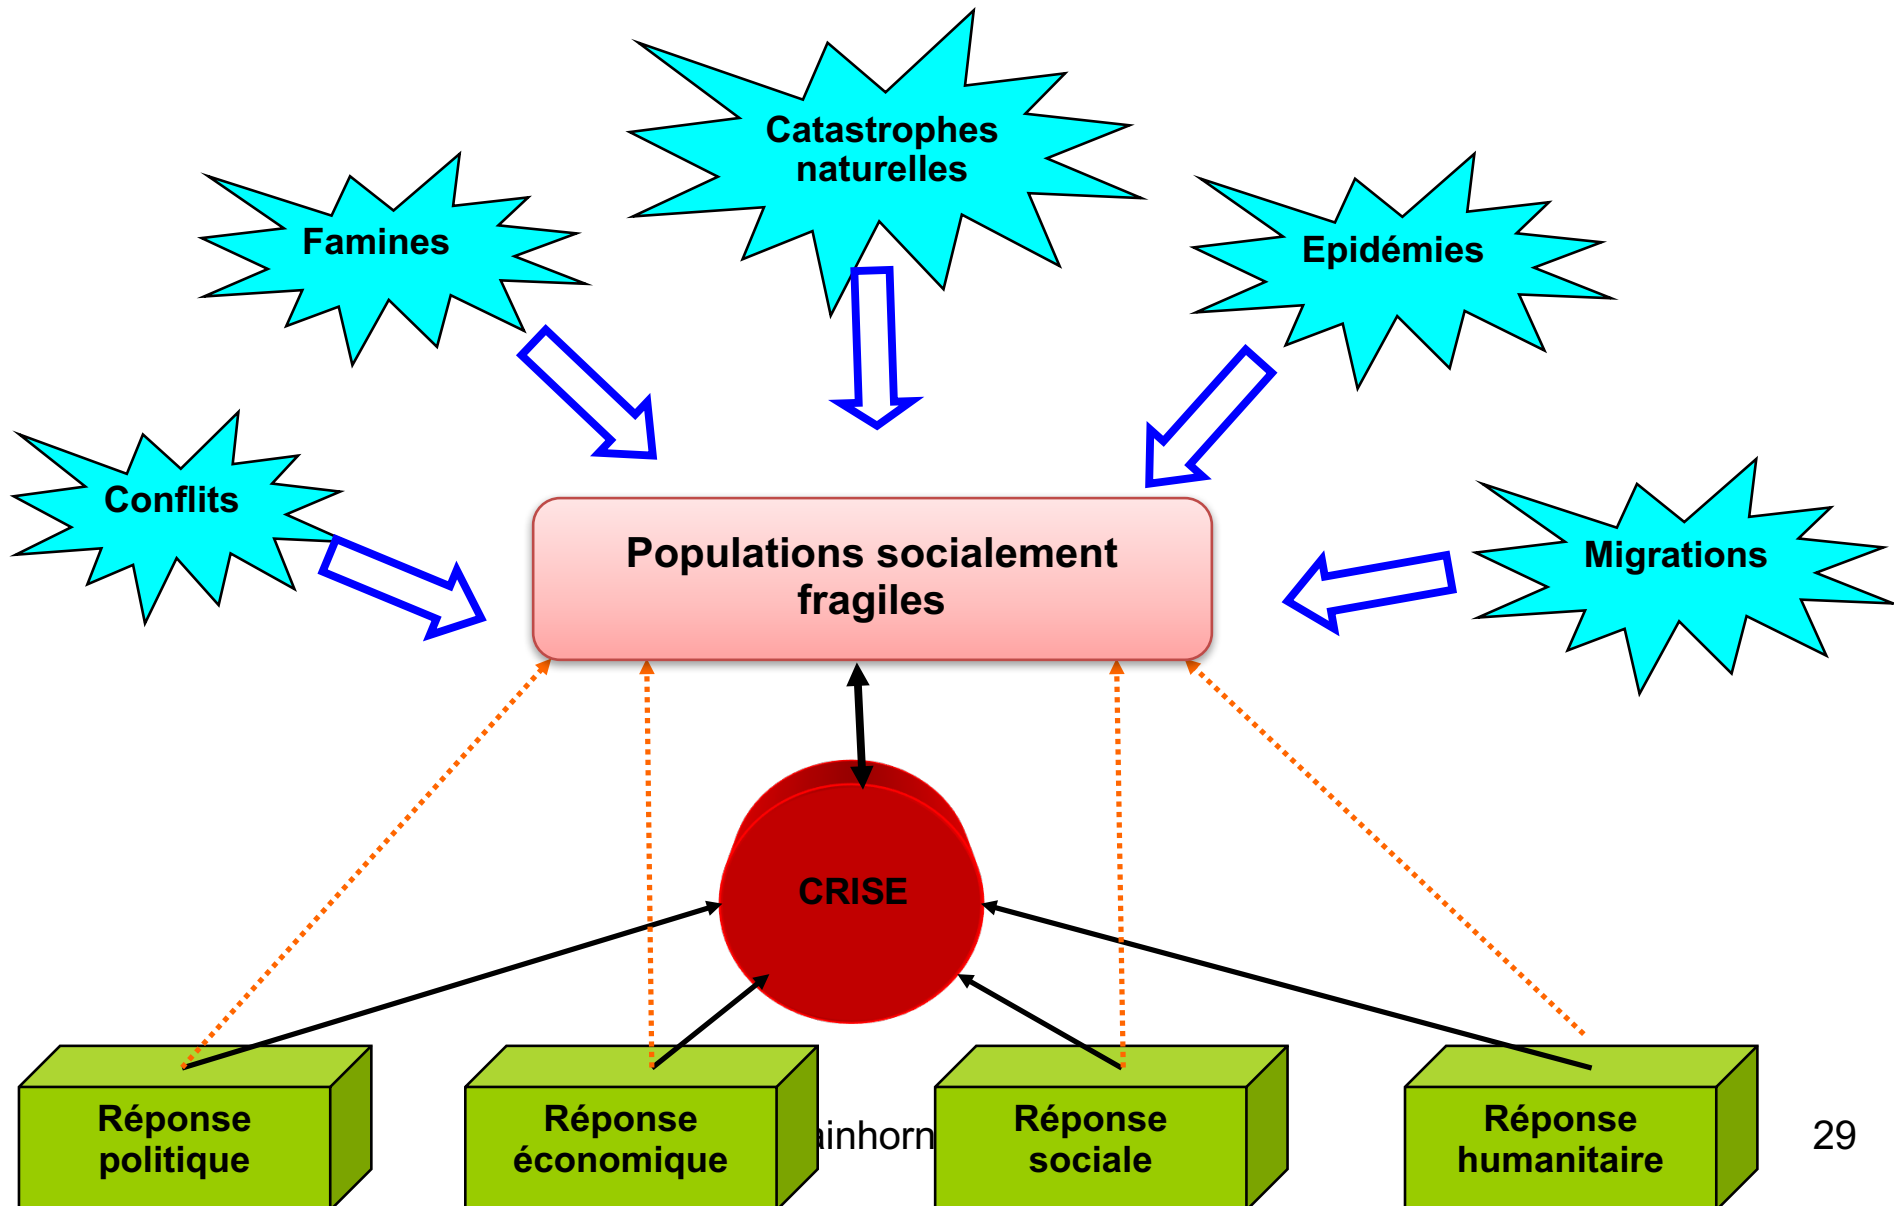 Catastrophes
naturelles
Famines
Epidémies
Conflits
Migrations
Populations socialement
fragiles
CRISE
Réponse
politique
Réponse
économique
Réponse
sociale
Réponse
humanitaire
29